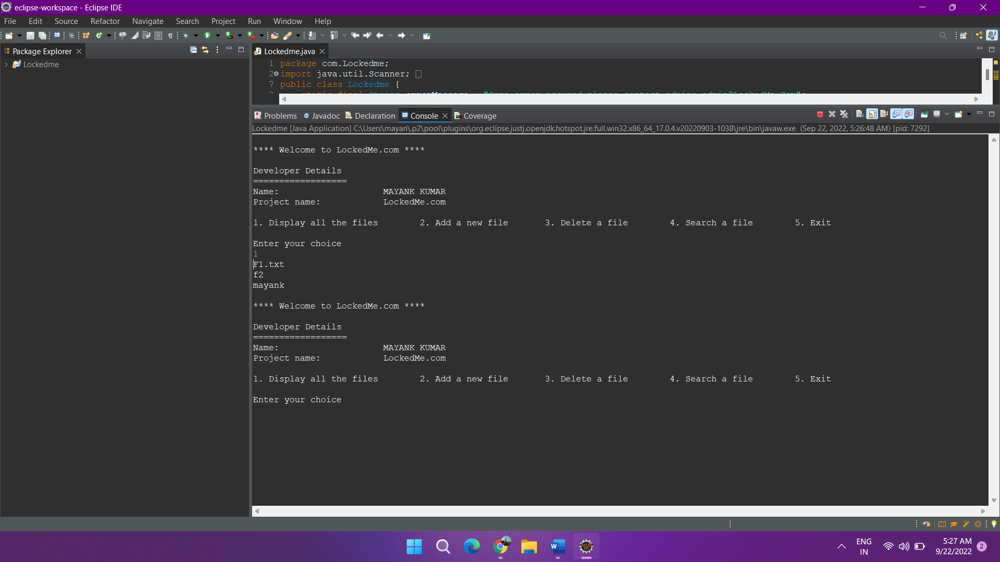 eclipse-workspace - Eclipse IDE
File Edit Source Refactor Navigate Search Project Run Window Help
Package Explorer
Lockedme
Lockedme.java
1 package com.Lockedme;
2 import java.util.Scanner;
7 public class Lockedme {
Problems @ Javadoc Declaration Console Coverage
Lockedme [Java Application] C:\Users\mayan\.p2\pool\plugins\org.eclipse.justj.openjdk.hotspot.jre.full.win32.x86_64_17.0.4.v20220903-1038\jre\bin\javaw.exe (Sep 22, 2022, 5:26:48 AM) [pid: 7292]
**** Welcome to LockedMe.com ****
Developer Details
==================
Name: MAYANK KUMAR
Project name: LockedMe.com
1. Display all the files 2. Add a new file 3. Delete a file 4. Search a file 5. Exit
Enter your choice
1
F1.txt
f2
mayank
**** Welcome to LockedMe.com ****
Developer Details
==================
Name: MAYANK KUMAR
Project name: LockedMe.com
1. Display all the files 2. Add a new file 3. Delete a file 4. Search a file 5. Exit
Enter your choice
ENG
IN
5:27 AM
9/22/2022
2